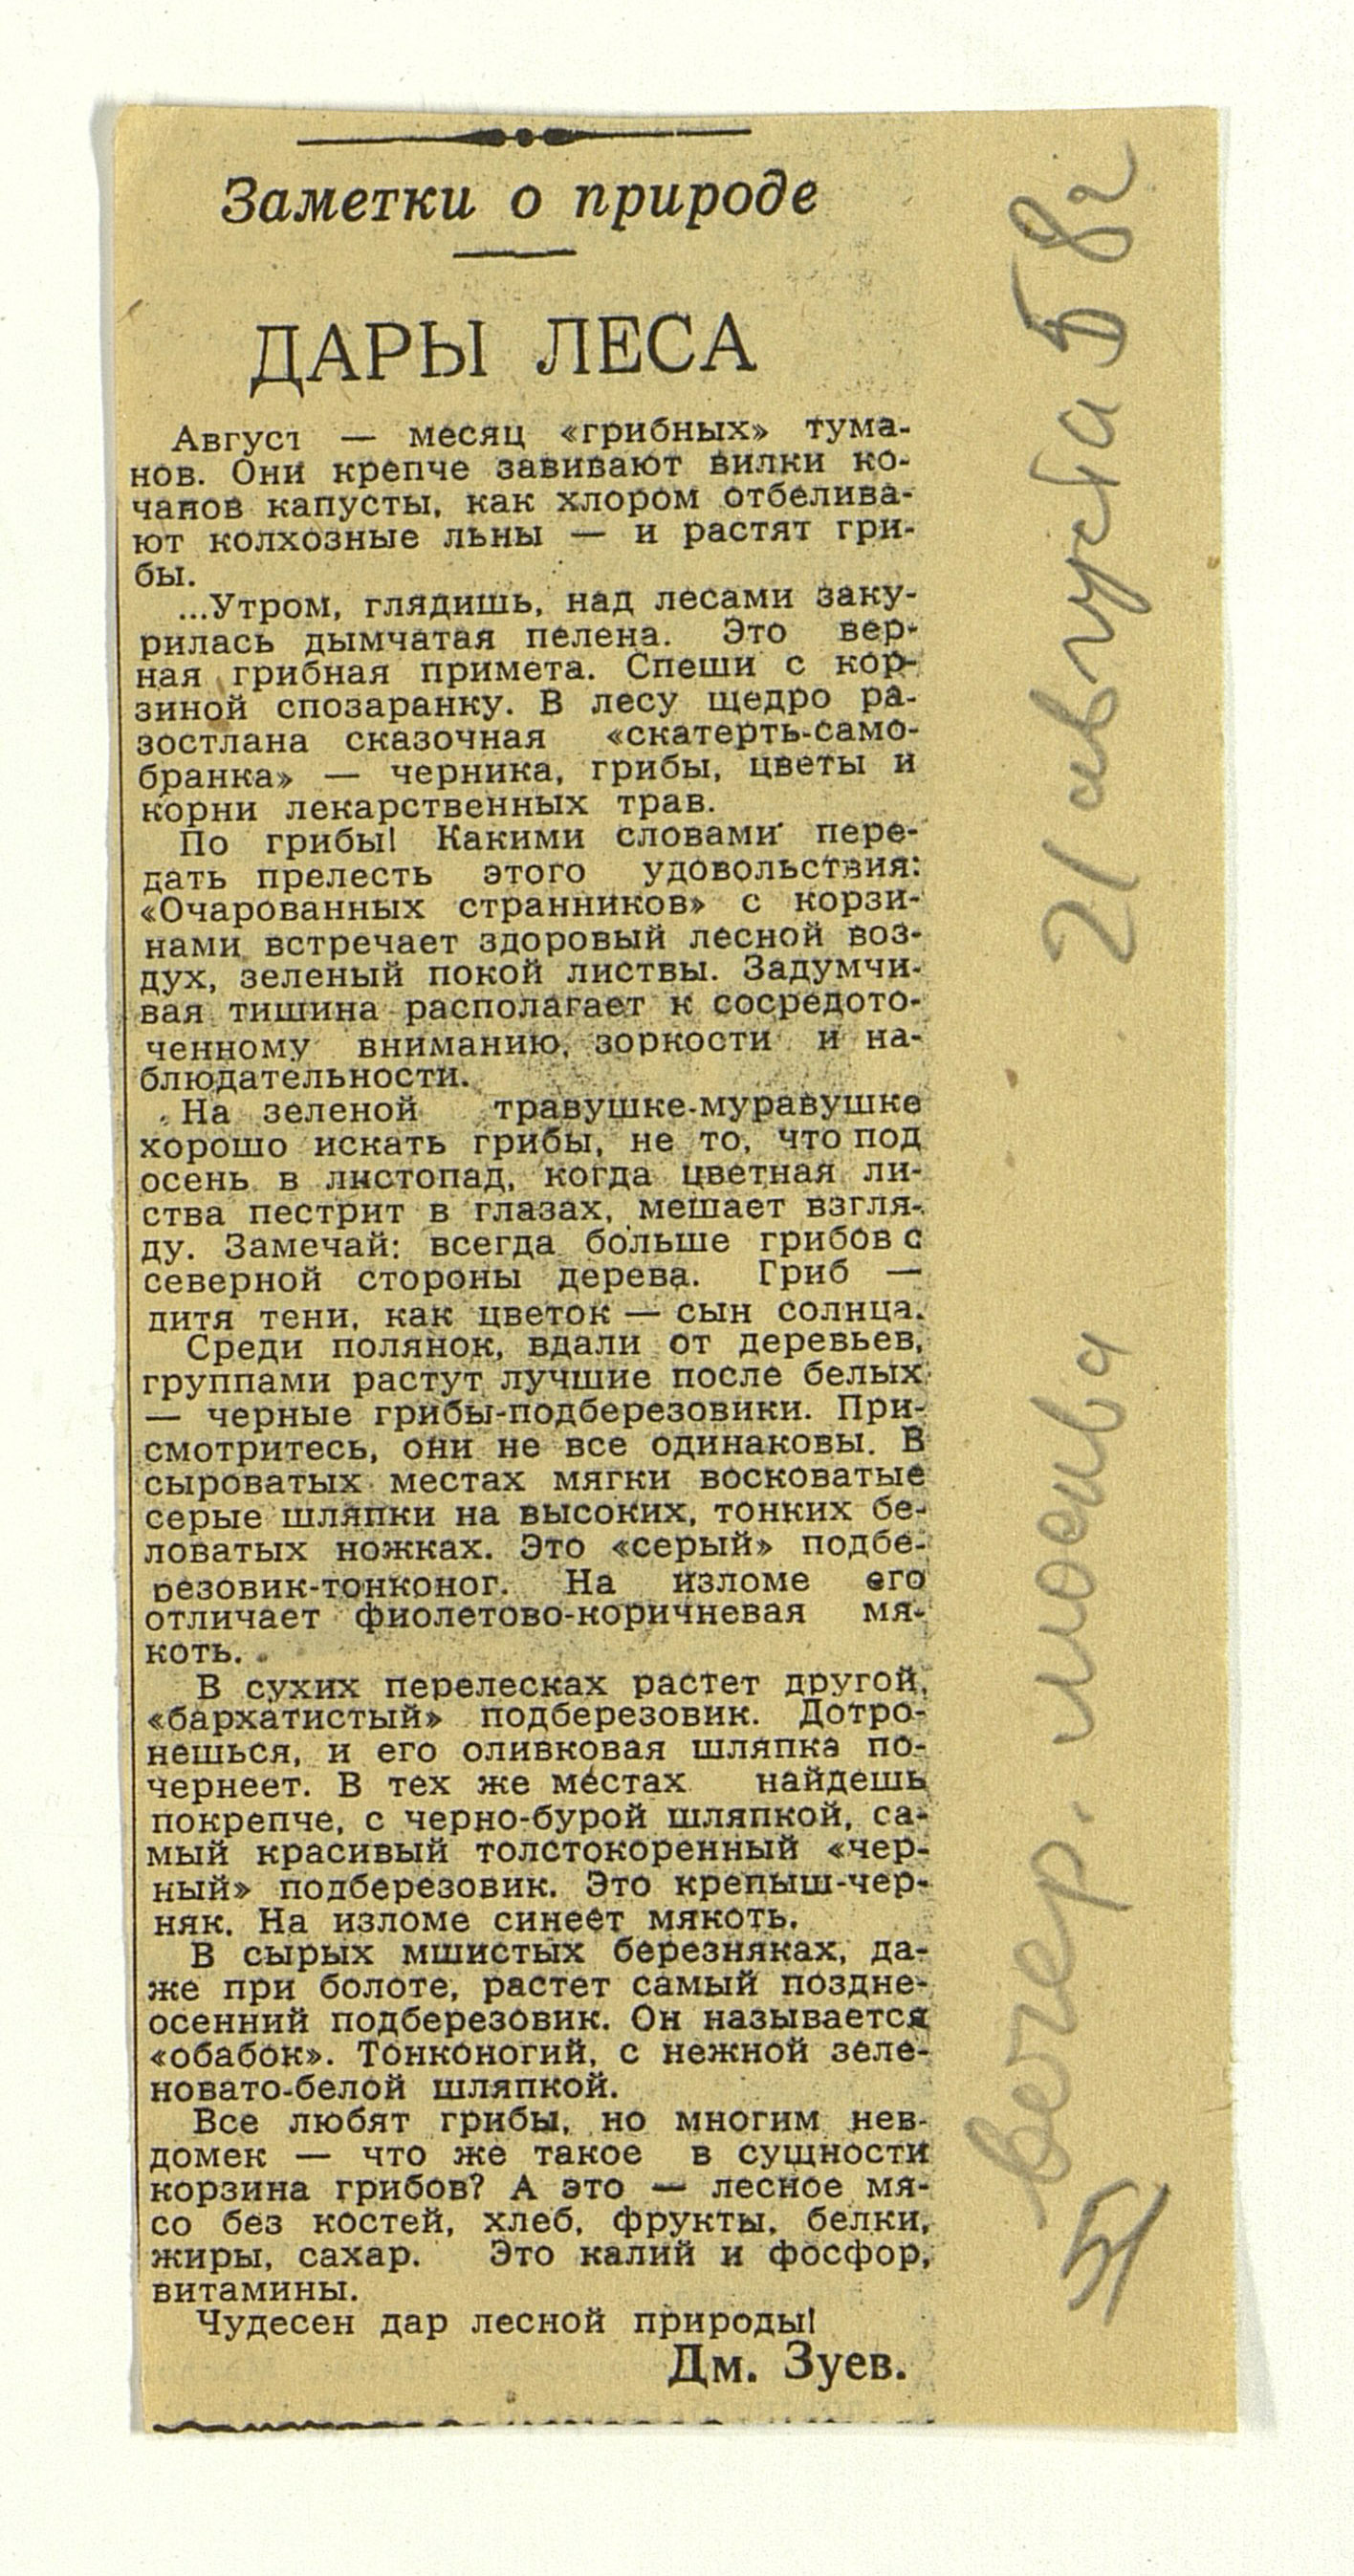 Заметки о природе
ДАРЫ ЛЕСА
Август — месяц «грибных» тума-
нов. Они крепче завивают вилки ко-
чанов капусты, как хлором отбелива-
ют колхозные льны — и растят гри-
бы.
...Утром, глядишь, над лесами заку-
рилась дымчатая пелена. Это вер-
ная грибная примета. Спеши с кор-
зиной спозаранку. В лесу щедро ра-
зостлана сказочная «скатерть-само-
бранка» — черника, грибы, цветы и
корни лекарственных трав.
По грибы! Какими словами пере-
дать прелесть этого удовольствия:
«Очарованных странников» с корзи-
нами встречает здоровый лесной воз-
дух, зеленый покой листвы. Задумчи-
вая тишина располагает к сосредото-
ченному вниманию, зоркости и на-
блюдательности.
На зеленой травушке-муравушке
хорошо искать грибы, не то, что под
осень в листопад, когда цветная ли-
ства пестрит в глазах, мешает взгля-
ду. Замечай: всегда больше грибов с
северной стороны дерева. Гриб —
дитя тени, как цветок — сын солнца.
Среди полянок, вдали от деревьев,
группами растут лучшие после белых
— черные грибы-подберезовики. При-
смотритесь, они не все одинаковы. В
сыроватых местах мягки восковатые
серые шляпки на высоких, тонких бе-
ловатых ножках. Это «серый» подбе-
резовик-тонконог. На изломе его
отличает фиолетово-коричневая мя-
коть.
В сухих перелесках растет другой,
«бархатистый» подберезовик. Дотро-
нешься, и его оливковая шляпка по-
чернеет. В тех же местах найдешь
покрепче, с черно-бурой шляпкой, са-
мый красивый толстокоренный «чер-
ный» подберезовик. Это крепыш-чер-
няк. На изломе синеет мякоть.
В сырых мшистых березняках, да-
же при болоте, растет самый поздне-
осенний подберезовик. Он называется
«обабок». Тонконогий, с нежной зеле-
новато-белой шляпкой.
Все любят грибы, но многим нев-
домек — что же такое в сущности
корзина грибов? А это — лесное мя-
со без костей, хлеб, фрукты, белки,
жиры, сахар. Это калий и фосфор,
витамины.
Чудесен дар лесной природы!
Дм. Зуев.
вечер. москва 21 августа 58 г
51